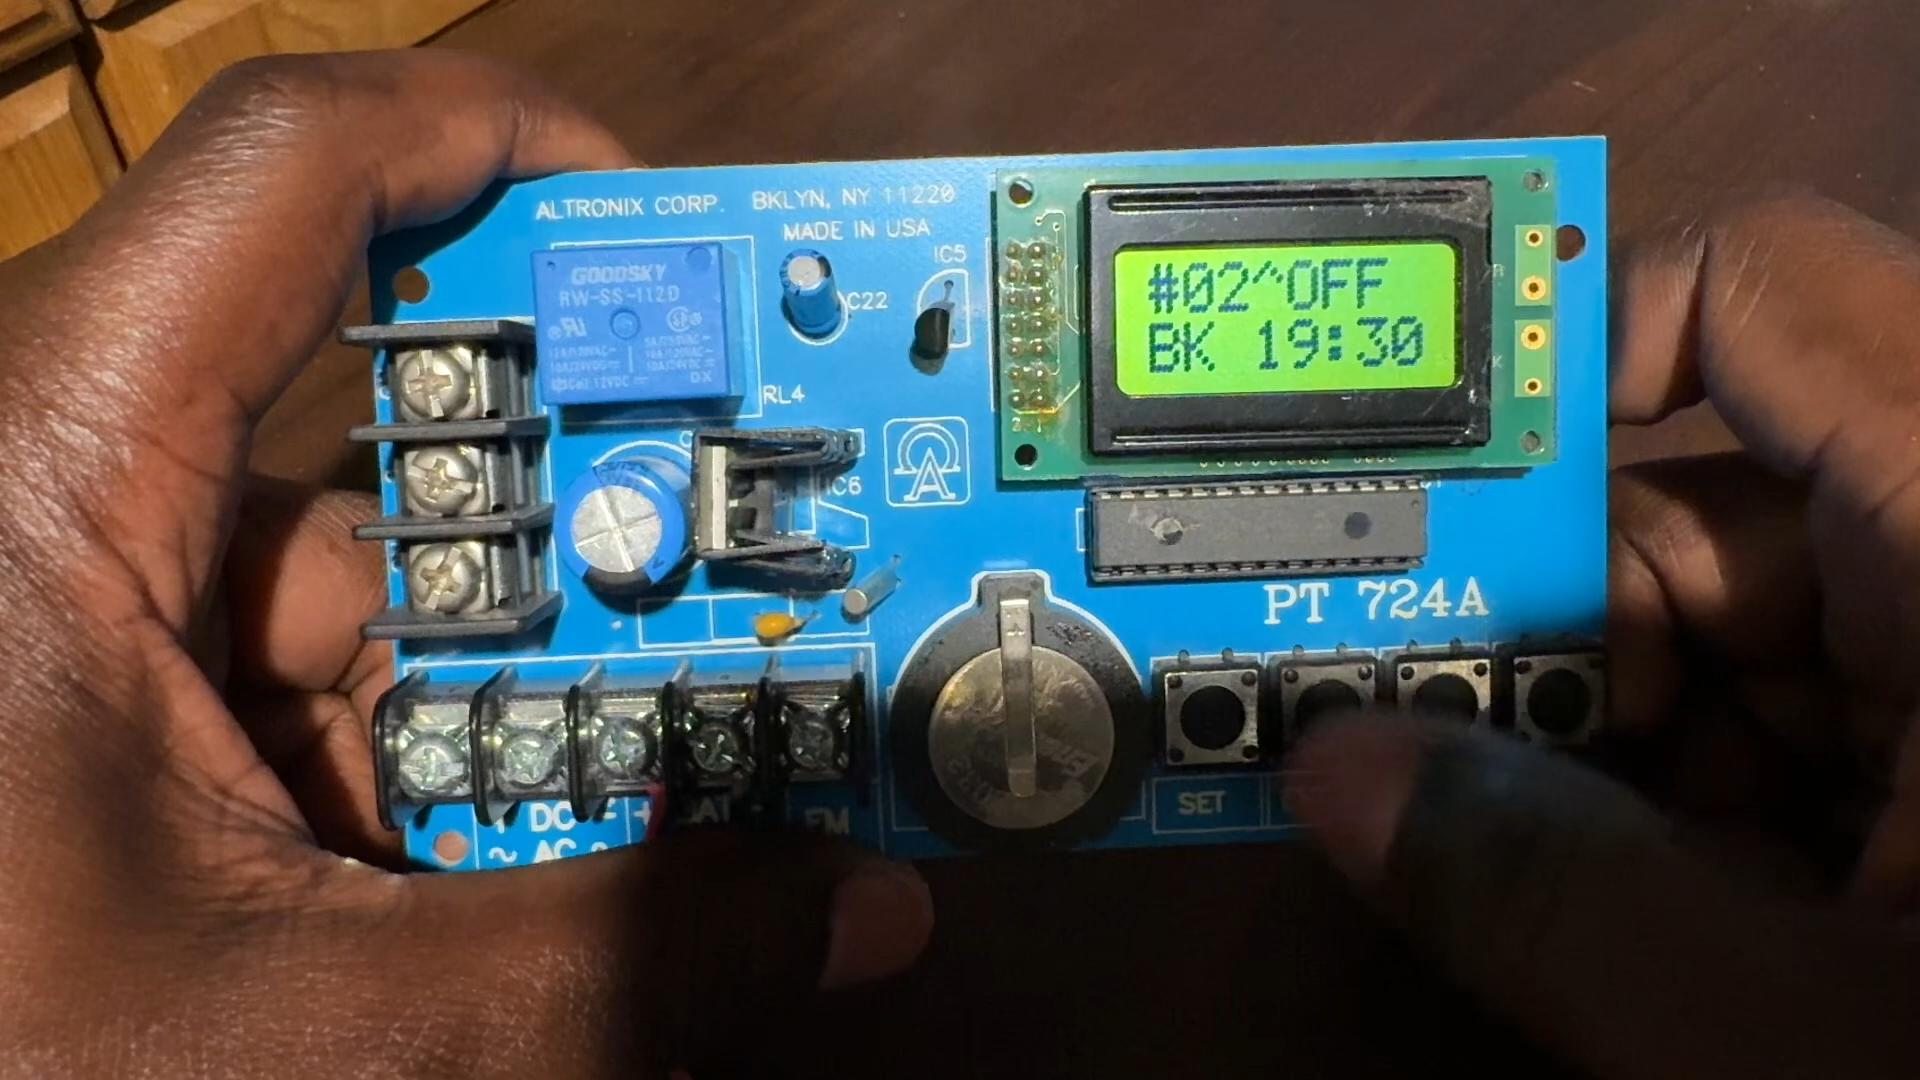 ALTRONIX CORP. BKLYN, NY 11220
MADE IN USA
IC5
GOODSKY
RW-SS-112D
C22
RL4
DX
IC6
#02^OFF
BK 19:30
PT 724A
SET
DC
AC